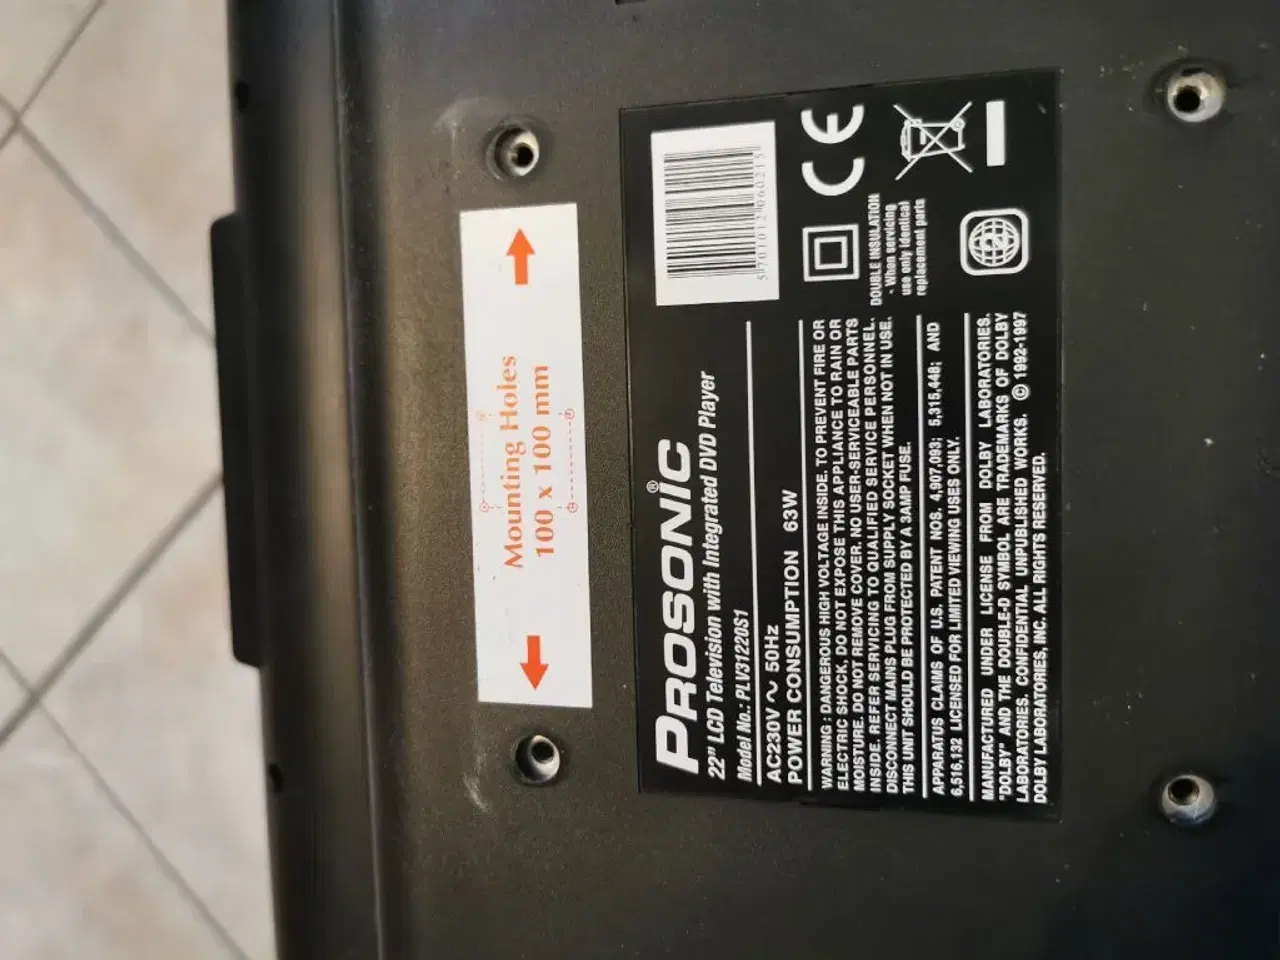 Mounting Holes
100 x 100 mm
PROSONIC®
22" LCD Television with Integrated DVD Player
Model No.: PLV31220S1
AC230V ~ 50Hz
POWER CONSUMPTION 63W
WARNING : DANGEROUS HIGH VOLTAGE INSIDE. TO PREVENT FIRE OR
ELECTRIC SHOCK, DO NOT EXPOSE THIS APPLIANCE TO RAIN OR
MOISTURE. DO NOT REMOVE COVER. NO USER-SERVICEABLE PARTS
INSIDE. REFER SERVICING TO QUALIFIED SERVICE PERSONNEL.
DISCONNECT MAINS PLUG FROM SUPPLY SOCKET WHEN NOT IN USE.
THIS UNIT SHOULD BE PROTECTED BY A 3AMP FUSE.
APPARATUS CLAIMS OF U.S. PATENT NOS. 4,907,093; 5,315,448; AND
6,516,132 LICENSED FOR LIMITED VIEWING USES ONLY.
MANUFACTURED UNDER LICENSE FROM DOLBY LABORATORIES.
"DOLBY" AND THE DOUBLE-D SYMBOL ARE TRADEMARKS OF DOLBY
LABORATORIES. CONFIDENTIAL UNPUBLISHED WORKS. © 1992-1997
DOLBY LABORATORIES, INC. ALL RIGHTS RESERVED.
5 701012 060215
CE
DOUBLE INSULATION
- When servicing
use only identical
replacement parts
2